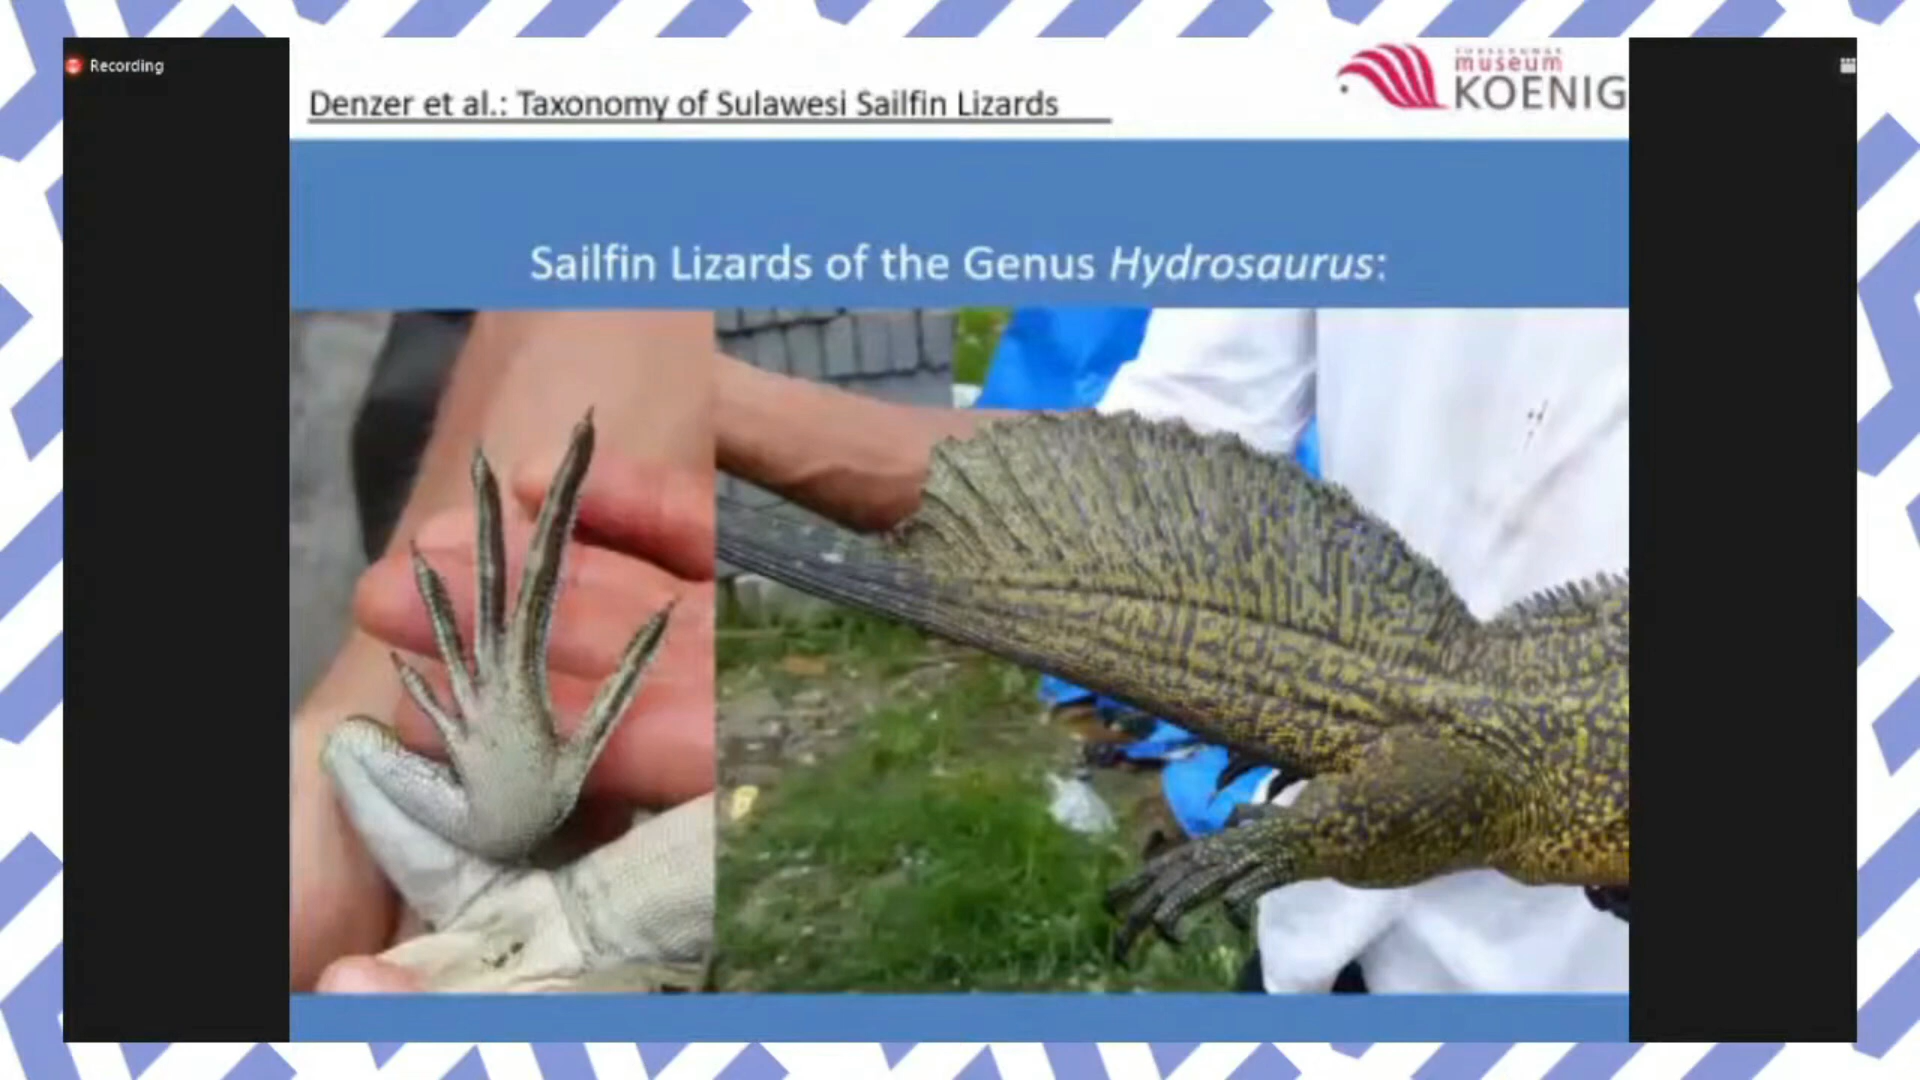 Recording
Denzer et al.: Taxonomy of Sulawesi Sailfin Lizards
museum
KOENIG
Sailfin Lizards of the Genus Hydrosaurus: